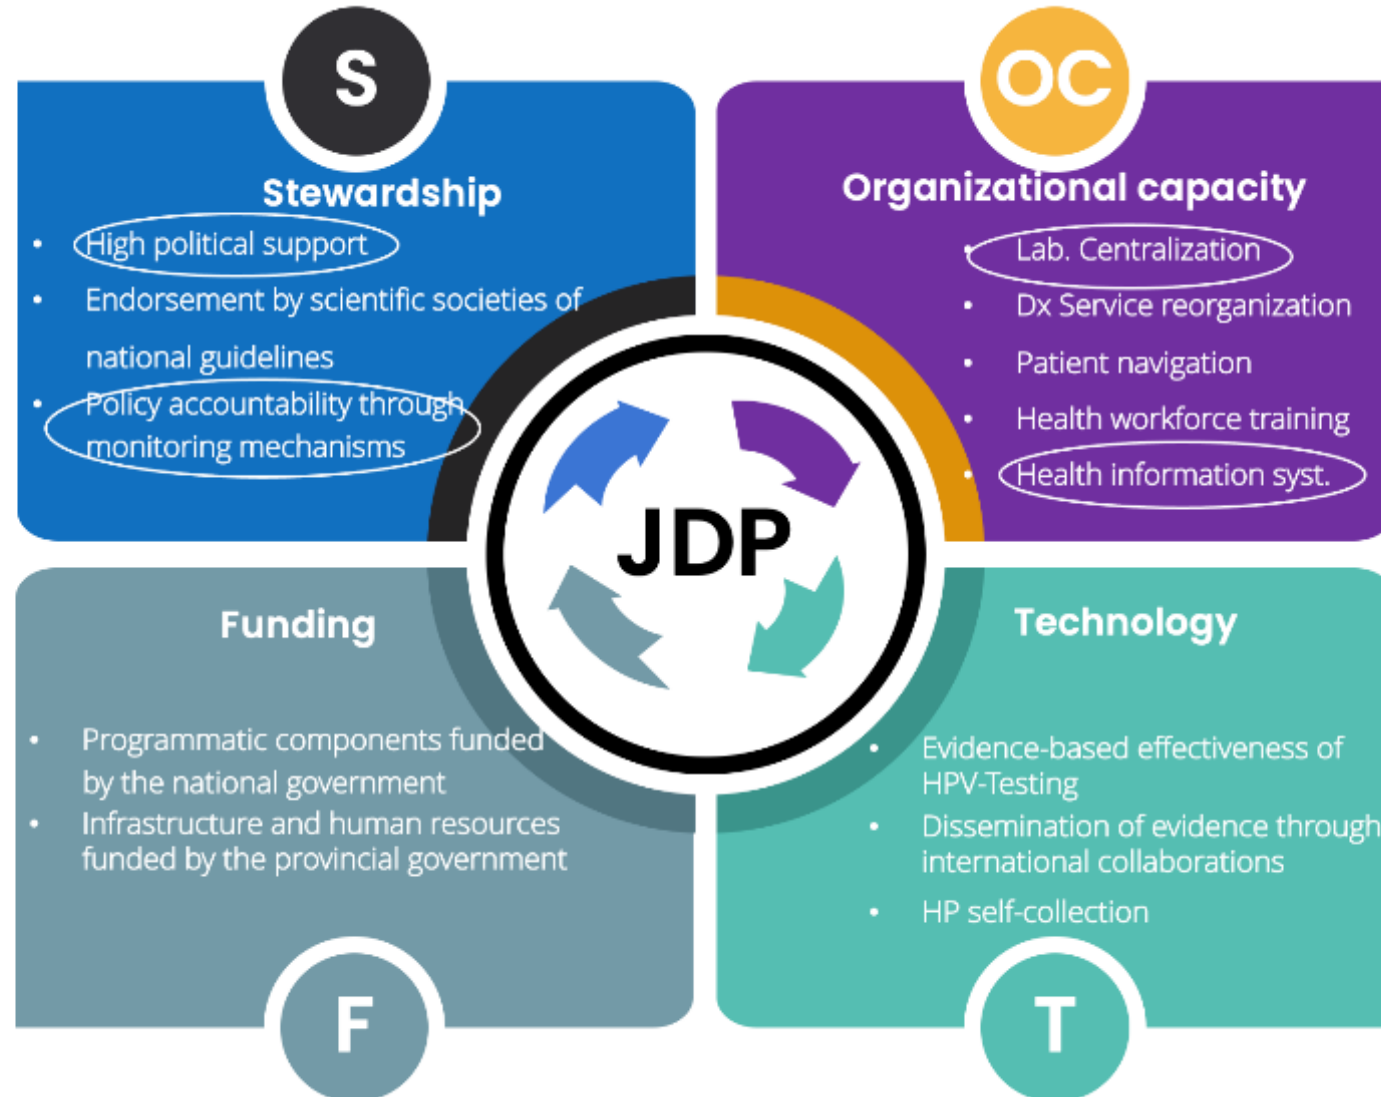 S
Stewardship
• High political support
• Endorsement by scientific societies of
national guidelines
• Policy accountability through
monitoring mechanisms
OC
Organizational capacity
• Lab. Centralization
• Dx Service reorganization
• Patient navigation
• Health workforce training
• Health information syst.
JDP
Funding
• Programmatic components funded
by the national government
• Infrastructure and human resources
funded by the provincial government
F
Technology
• Evidence-based effectiveness of
HPV-Testing
• Dissemination of evidence through
international collaborations
• HP self-collection
T